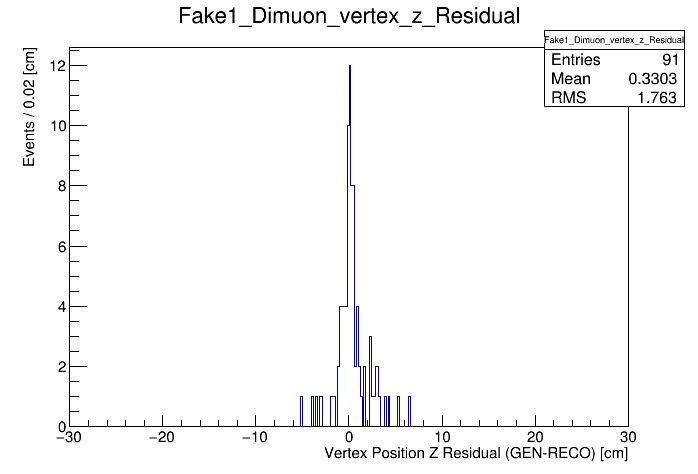 Fake1_Dimuon_vertex_z_Residual
Fake1_Dimuon_vertex_z_Residual
Entries 91
Mean 0.3303
RMS 1.763
Events / 0.02 [cm]
12
10
8
6
4
2
0
−30 −20 −10 0 10 20 30
Vertex Position Z Residual (GEN-RECO) [cm]